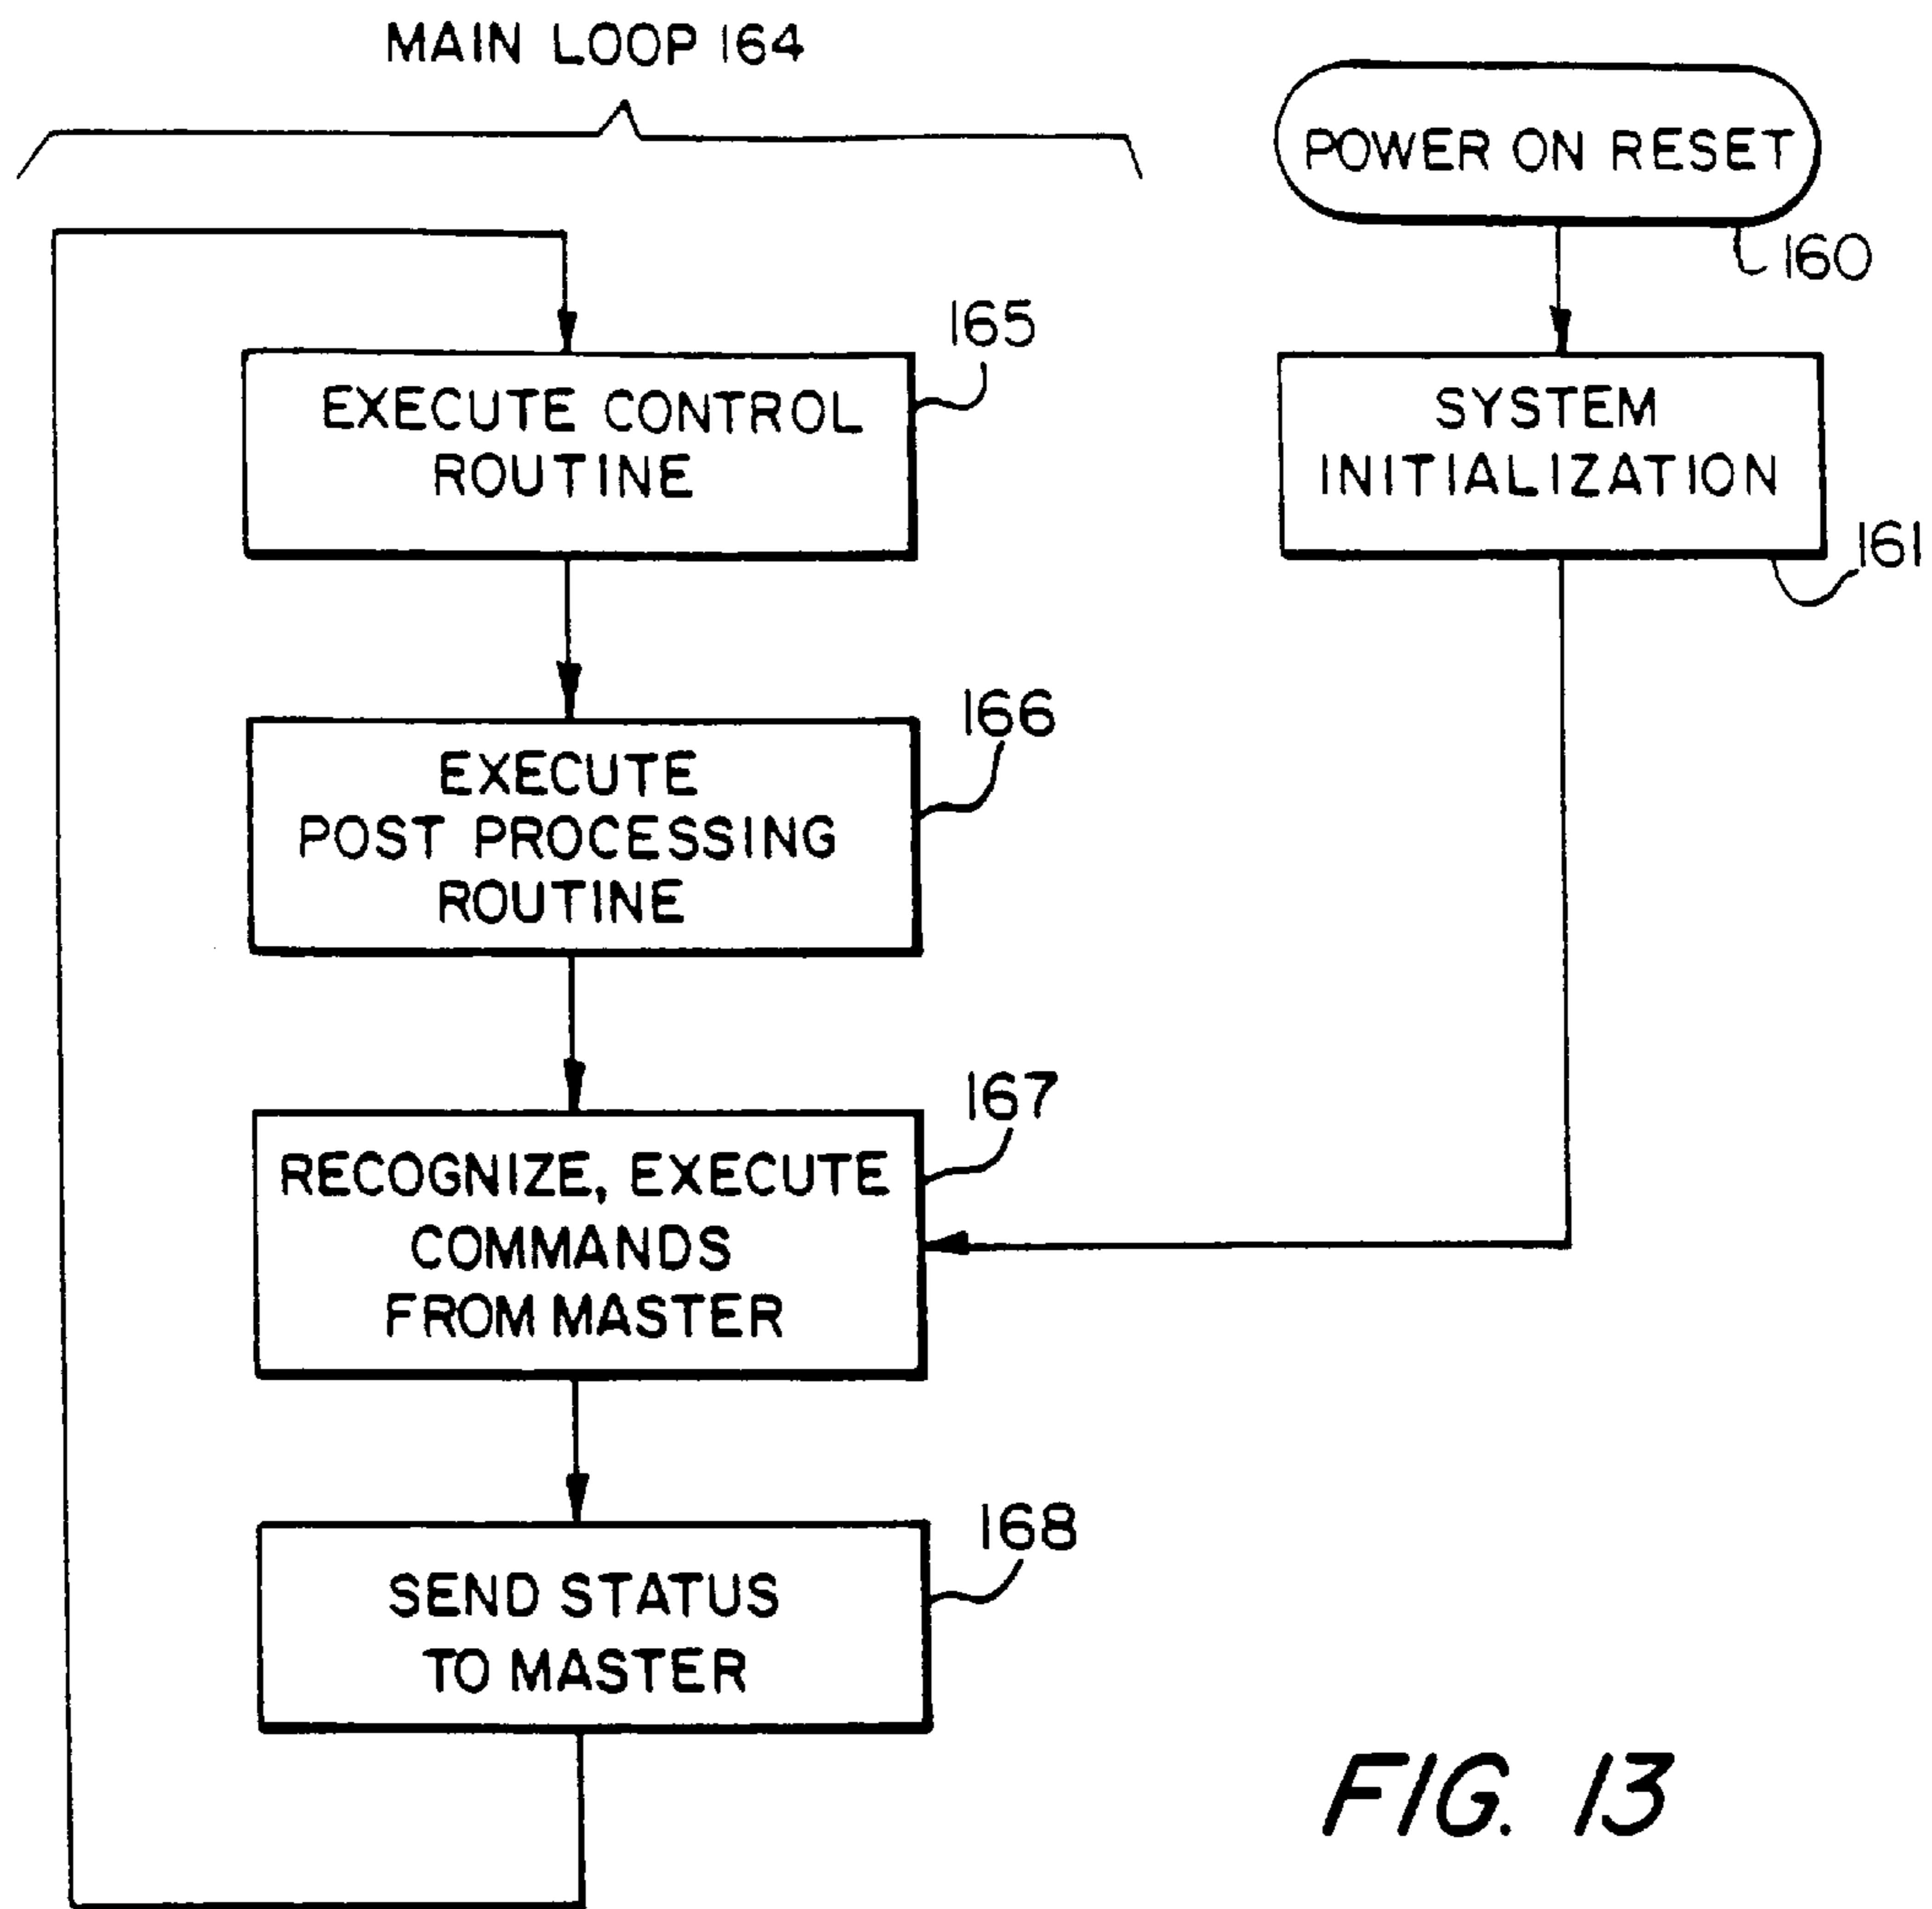 MAIN LOOP 164
POWER ON RESET
160
165
EXECUTE CONTROL
ROUTINE
SYSTEM
INITIALIZATION
161
166
EXECUTE
POST PROCESSING
ROUTINE
167
RECOGNIZE, EXECUTE
COMMANDS
FROM MASTER
168
SEND STATUS
TO MASTER
FIG. 13